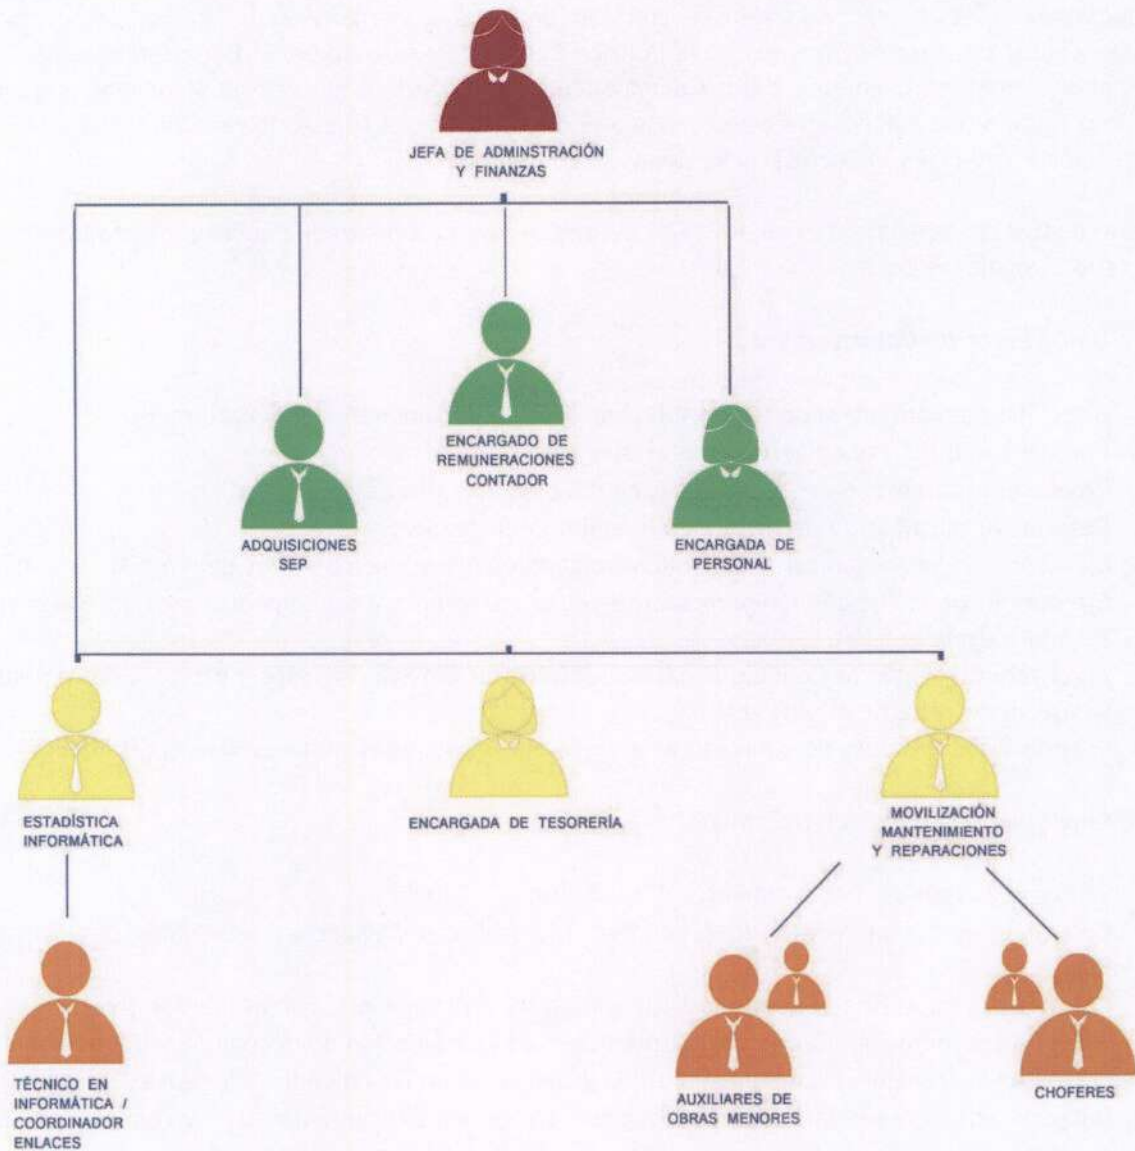 JEFA DE ADMINSTRACIÓN
Y FINANZAS
ENCARGADO DE
REMUNERACIONES
CONTADOR
ADQUISICIONES
SEP
ENCARGADA DE
PERSONAL
ESTADÍSTICA
INFORMÁTICA
ENCARGADA DE TESORERÍA
MOVILIZACIÓN
MANTENIMIENTO
Y REPARACIONES
TÉCNICO EN
INFORMÁTICA /
COORDINADOR
ENLACES
AUXILIARES DE
OBRAS MENORES
CHOFERES